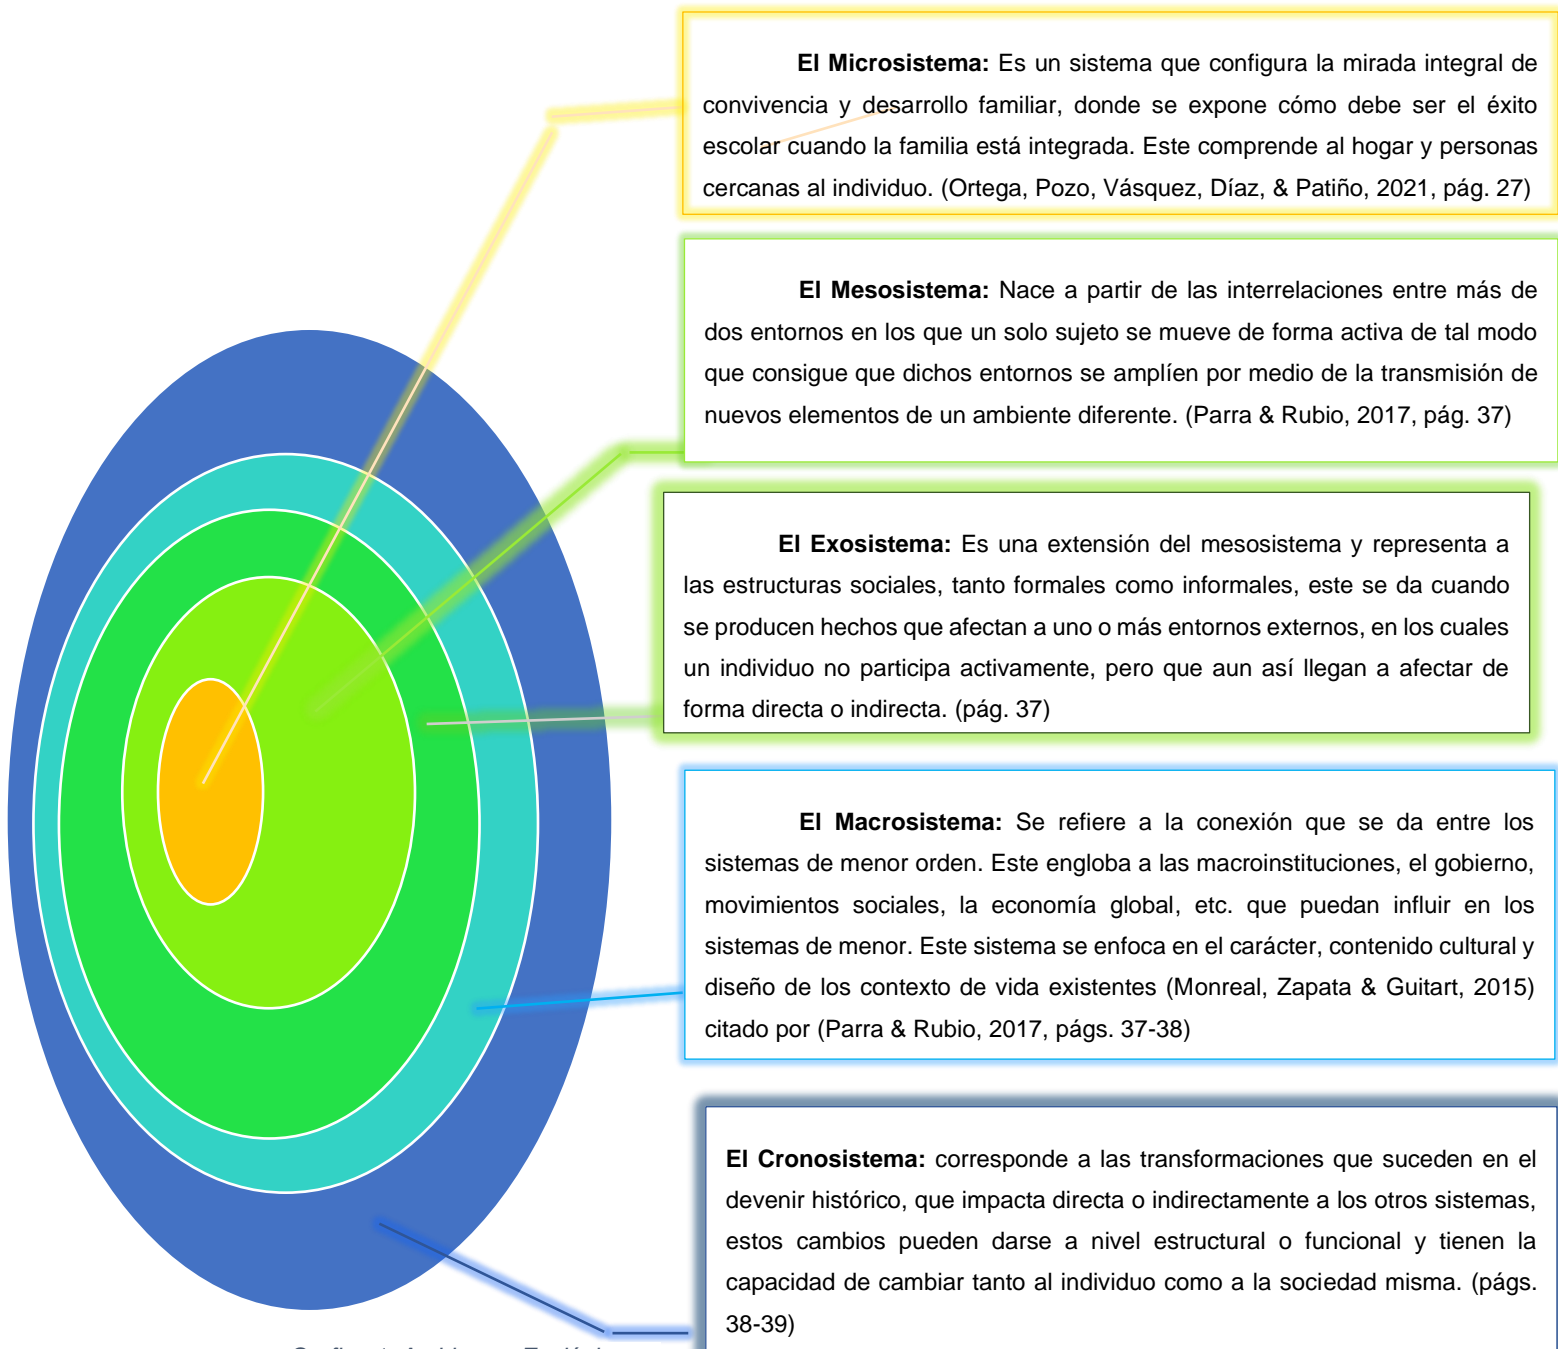 El Microsistema: Es un sistema que configura la mirada integral de
convivencia y desarrollo familiar, donde se expone cómo debe ser el éxito
escolar cuando la familia está integrada. Este comprende al hogar y personas
cercanas al individuo. (Ortega, Pozo, Vásquez, Díaz, & Patiño, 2021, pág. 27)
El Mesosistema: Nace a partir de las interrelaciones entre más de
dos entornos en los que un solo sujeto se mueve de forma activa de tal modo
que consigue que dichos entornos se amplíen por medio de la transmisión de
nuevos elementos de un ambiente diferente. (Parra & Rubio, 2017, pág. 37)
El Exosistema: Es una extensión del mesosistema y representa a
las estructuras sociales, tanto formales como informales, este se da cuando
se producen hechos que afectan a uno o más entornos externos, en los cuales
un individuo no participa activamente, pero que aun así llegan a afectar de
forma directa o indirecta. (pág. 37)
El Macrosistema: Se refiere a la conexión que se da entre los
sistemas de menor orden. Este engloba a las macroinstituciones, el gobierno,
movimientos sociales, la economía global, etc. que puedan influir en los
sistemas de menor. Este sistema se enfoca en el carácter, contenido cultural y
diseño de los contexto de vida existentes (Monreal, Zapata & Guitart, 2015)
citado por (Parra & Rubio, 2017, págs. 37-38)
El Cronosistema: corresponde a las transformaciones que suceden en el
devenir histórico, que impacta directa o indirectamente a los otros sistemas,
estos cambios pueden darse a nivel estructural o funcional y tienen la
capacidad de cambiar tanto al individuo como a la sociedad misma. (págs.
38-39)